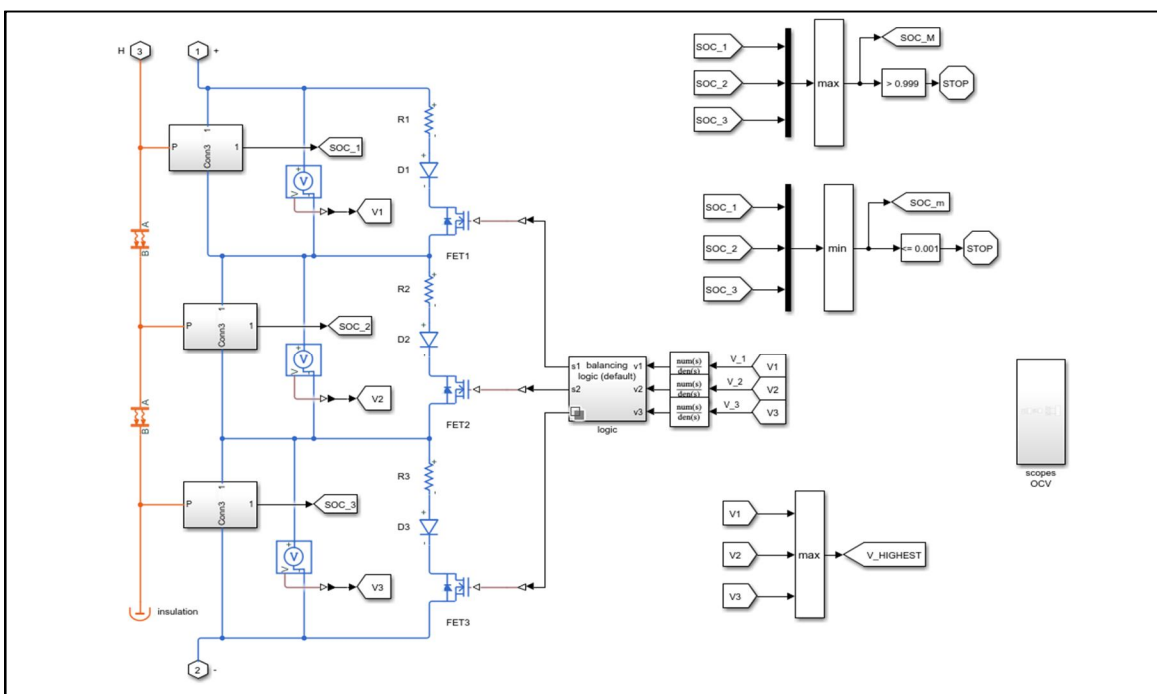 H 3
1 +
P
1
Conn3
1
SOC_1
V
V
V1
R1
+
-
D1
+
-
FET1
A
B
P
1
Conn3
1
SOC_2
V
V
V2
R2
+
-
D2
+
-
FET2
A
B
P
1
Conn3
1
SOC_3
V
V
V3
R3
+
-
D3
+
-
FET3
insulation
2 -
s1
s2
balancing
logic (default)
v1
v2
v3
logic
num(s)
den(s)
num(s)
den(s)
num(s)
den(s)
V_1
V_2
V_3
V1
V2
V3
SOC_1
SOC_2
SOC_3
max
SOC_M
> 0.999
STOP
SOC_1
SOC_2
SOC_3
min
SOC_m
<= 0.001
STOP
V1
V2
V3
max
V_HIGHEST
scopes
OCV